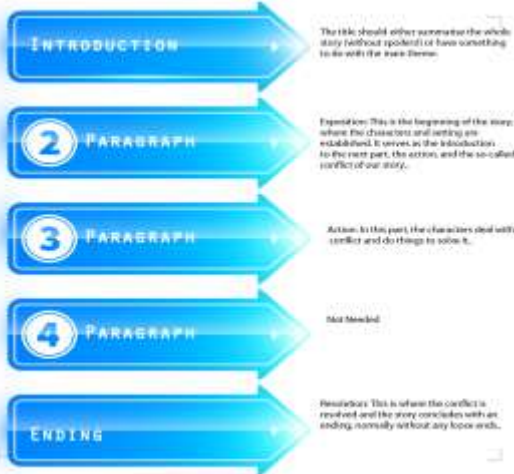 INTRODUCTION
The title should either summarise the whole
story (without spoilers) or have something
to do with the main theme.
2 PARAGRAPH
Exposition: This is the beginning of the story,
where the characters and setting are
established. It serves as the introduction
to the next part, the action, and the so-called
conflict of our story..
3 PARAGRAPH
Action: In this part, the characters deal with
conflict and do things to solve it..
4 PARAGRAPH
Not Needed
ENDING
Resolution: This is where the conflict is
resolved and the story concludes with an
ending, normally without any loose ends..